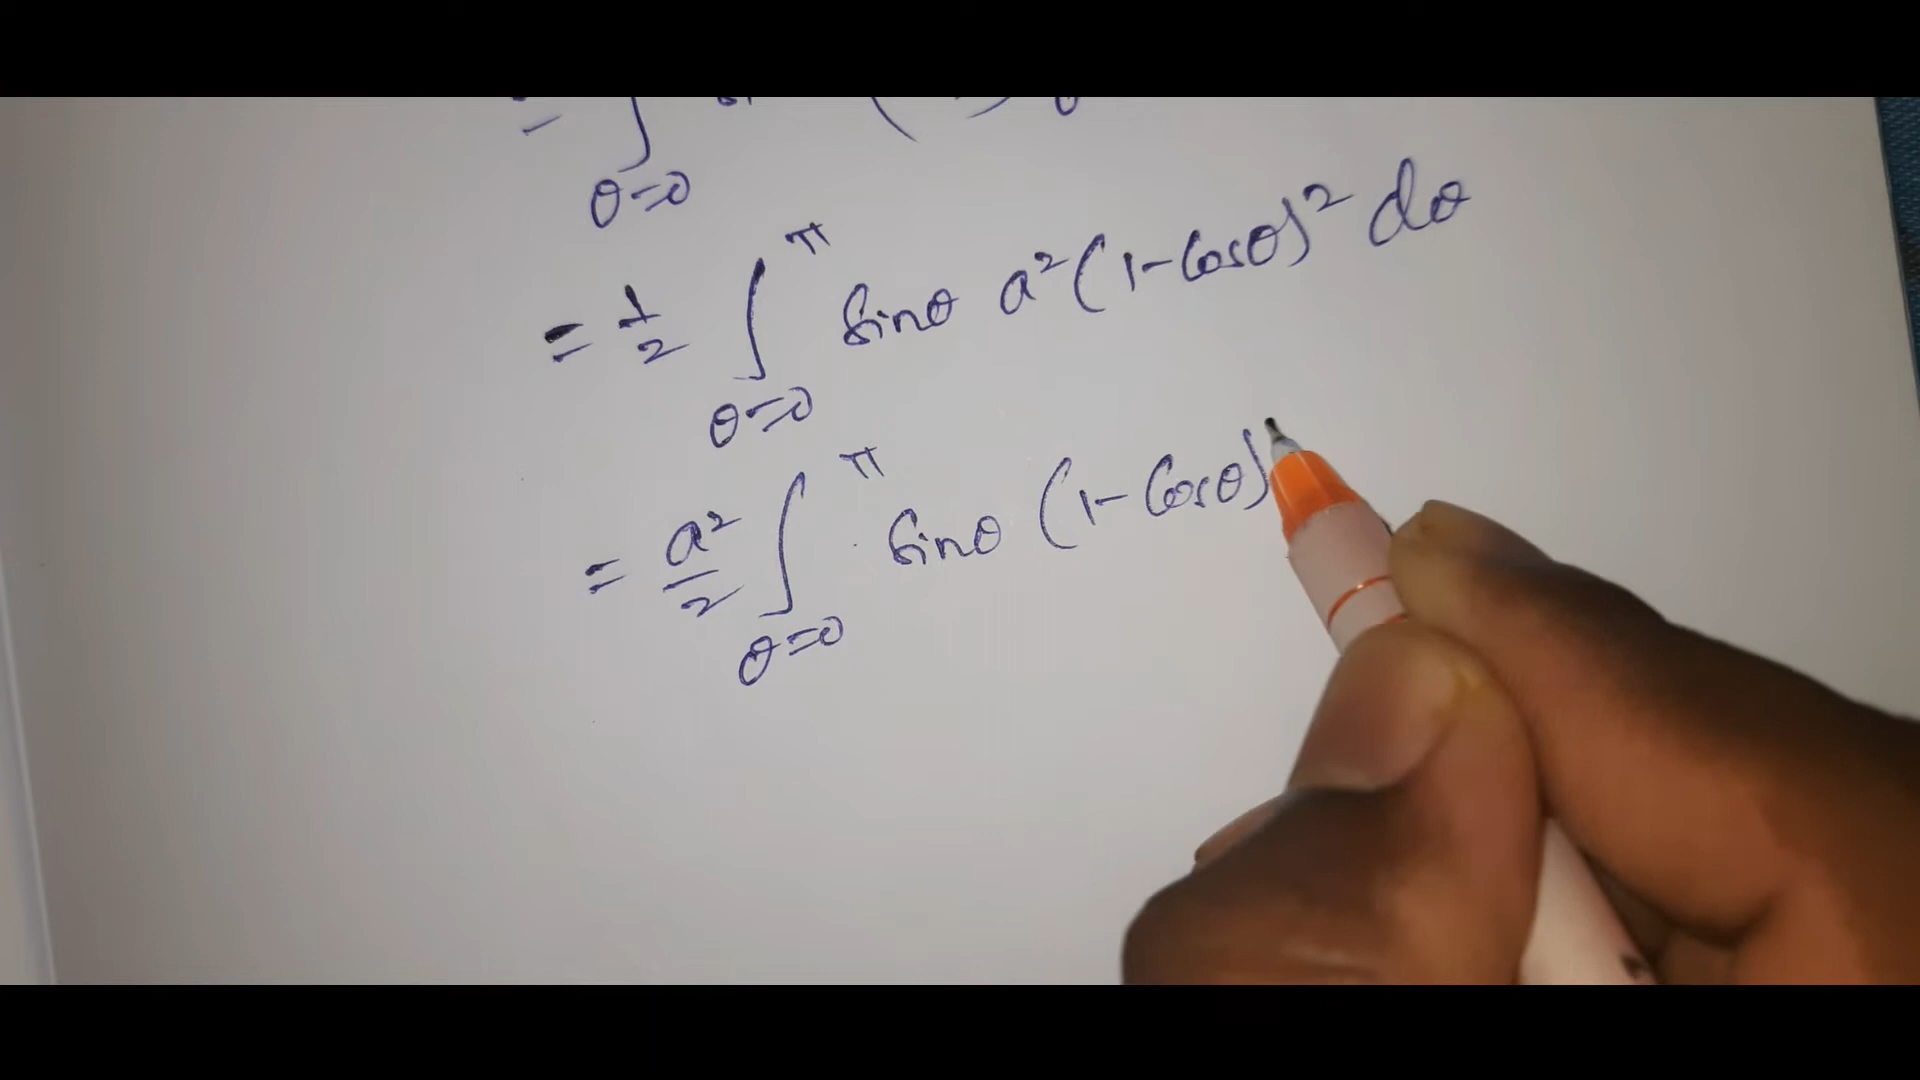 θ=0
= 1/2 ∫_{θ=0}^{π} Sinθ a²(1-Cosθ)² dθ
= a²/2 ∫_{θ=0}^{π} Sinθ (1-Cosθ)